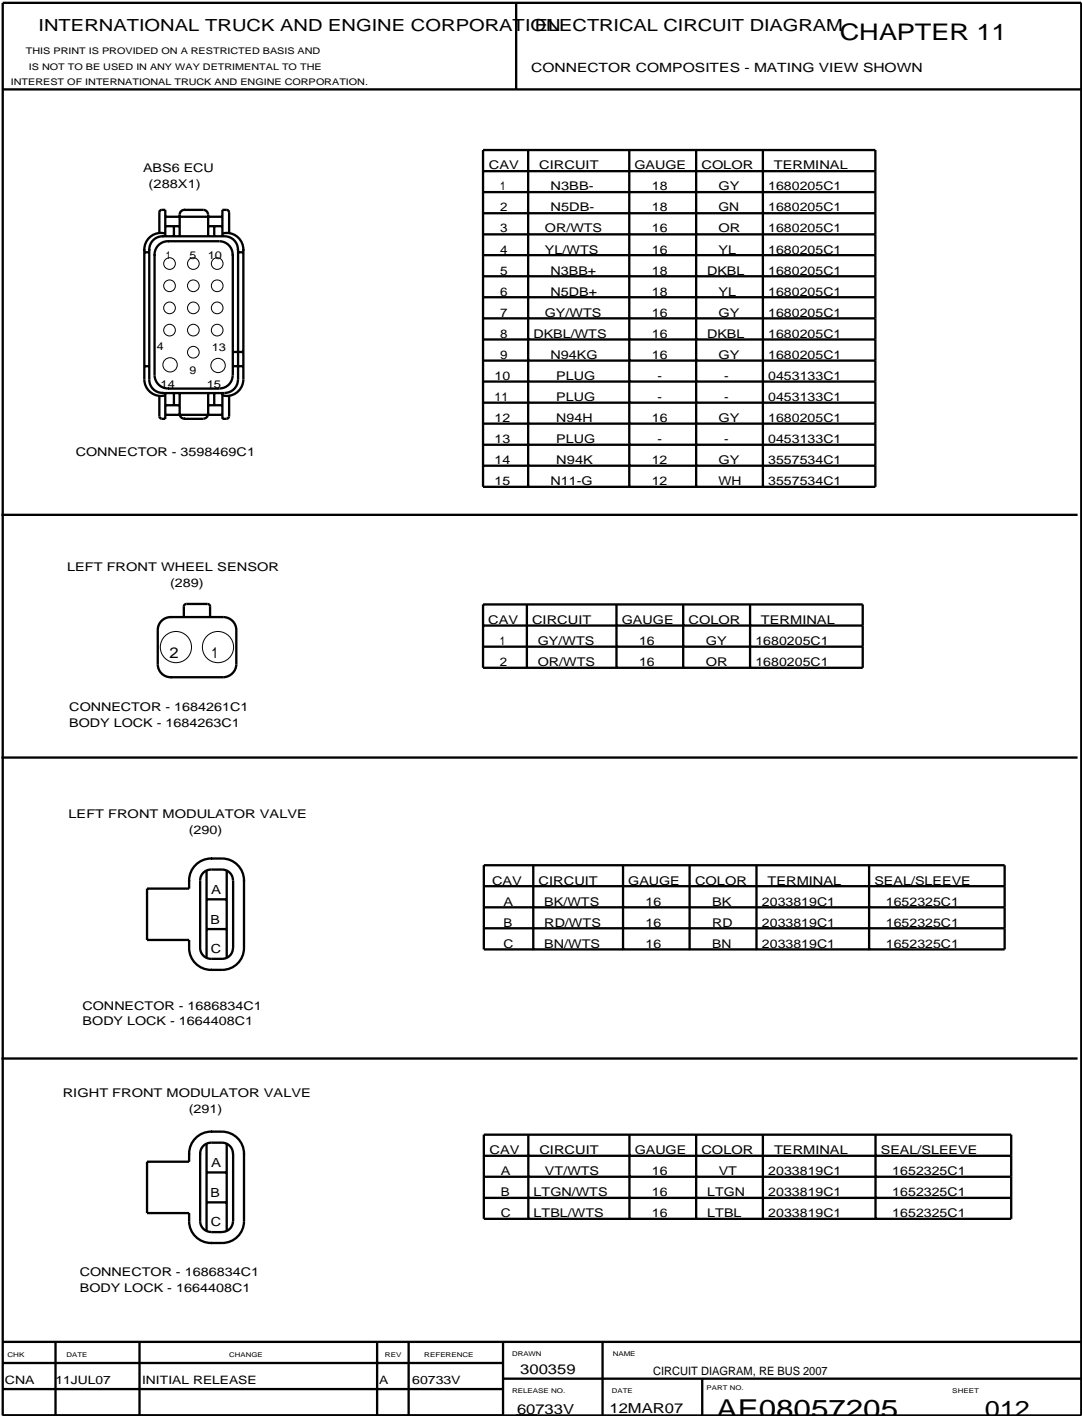 INTERNATIONAL TRUCK AND ENGINE CORPORATION
THIS PRINT IS PROVIDED ON A RESTRICTED BASIS AND
IS NOT TO BE USED IN ANY WAY DETRIMENTAL TO THE
INTEREST OF INTERNATIONAL TRUCK AND ENGINE CORPORATION.
ELECTRICAL CIRCUIT DIAGRAM
CHAPTER 11
CONNECTOR COMPOSITES - MATING VIEW SHOWN
ABS6 ECU
(288X1)
1 5 10
4 13
9
14 15
CONNECTOR - 3598469C1
CAV CIRCUIT GAUGE COLOR TERMINAL
1 N3BB- 18 GY 1680205C1
2 N5DB- 18 GN 1680205C1
3 OR/WTS 16 OR 1680205C1
4 YL/WTS 16 YL 1680205C1
5 N3BB+ 18 DKBL 1680205C1
6 N5DB+ 18 YL 1680205C1
7 GY/WTS 16 GY 1680205C1
8 DKBL/WTS 16 DKBL 1680205C1
9 N94KG 16 GY 1680205C1
10 PLUG - - 0453133C1
11 PLUG - - 0453133C1
12 N94H 16 GY 1680205C1
13 PLUG - - 0453133C1
14 N94K 12 GY 3557534C1
15 N11-G 12 WH 3557534C1
LEFT FRONT WHEEL SENSOR
(289)
2 1
CONNECTOR - 1684261C1
BODY LOCK - 1684263C1
CAV CIRCUIT GAUGE COLOR TERMINAL
1 GY/WTS 16 GY 1680205C1
2 OR/WTS 16 OR 1680205C1
LEFT FRONT MODULATOR VALVE
(290)
A
B
C
CONNECTOR - 1686834C1
BODY LOCK - 1664408C1
CAV CIRCUIT GAUGE COLOR TERMINAL SEAL/SLEEVE
A BK/WTS 16 BK 2033819C1 1652325C1
B RD/WTS 16 RD 2033819C1 1652325C1
C BN/WTS 16 BN 2033819C1 1652325C1
RIGHT FRONT MODULATOR VALVE
(291)
A
B
C
CONNECTOR - 1686834C1
BODY LOCK - 1664408C1
CAV CIRCUIT GAUGE COLOR TERMINAL SEAL/SLEEVE
A VT/WTS 16 VT 2033819C1 1652325C1
B LTGN/WTS 16 LTGN 2033819C1 1652325C1
C LTBL/WTS 16 LTBL 2033819C1 1652325C1
CHK DATE CHANGE REV REFERENCE
CNA 11JUL07 INITIAL RELEASE A 60733V
DRAWN
300359
NAME
CIRCUIT DIAGRAM, RE BUS 2007
RELEASE NO.
60733V
DATE
12MAR07
PART NO.
AE08057205
SHEET
012